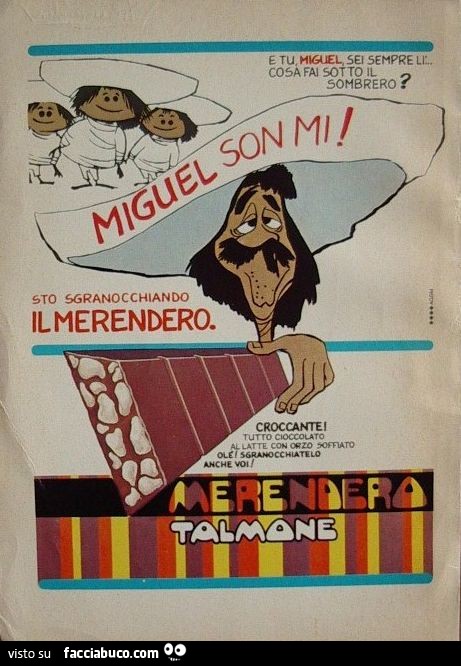 E TU, MIGUEL, SEI SEMPRE LÌ...
COSA FAI SOTTO IL
SOMBRERO?
MIGUEL SON MI!
STO SGRANOCCHIANDO
IL MERENDERO.
CROCCANTE!
TUTTO CIOCCOLATO
AL LATTE CON ORZO SOFFIATO
OLÉ! SGRANOCCHIATELO
ANCHE VOI!
MERENDERO
TALMONE
visto su facciabuco.com